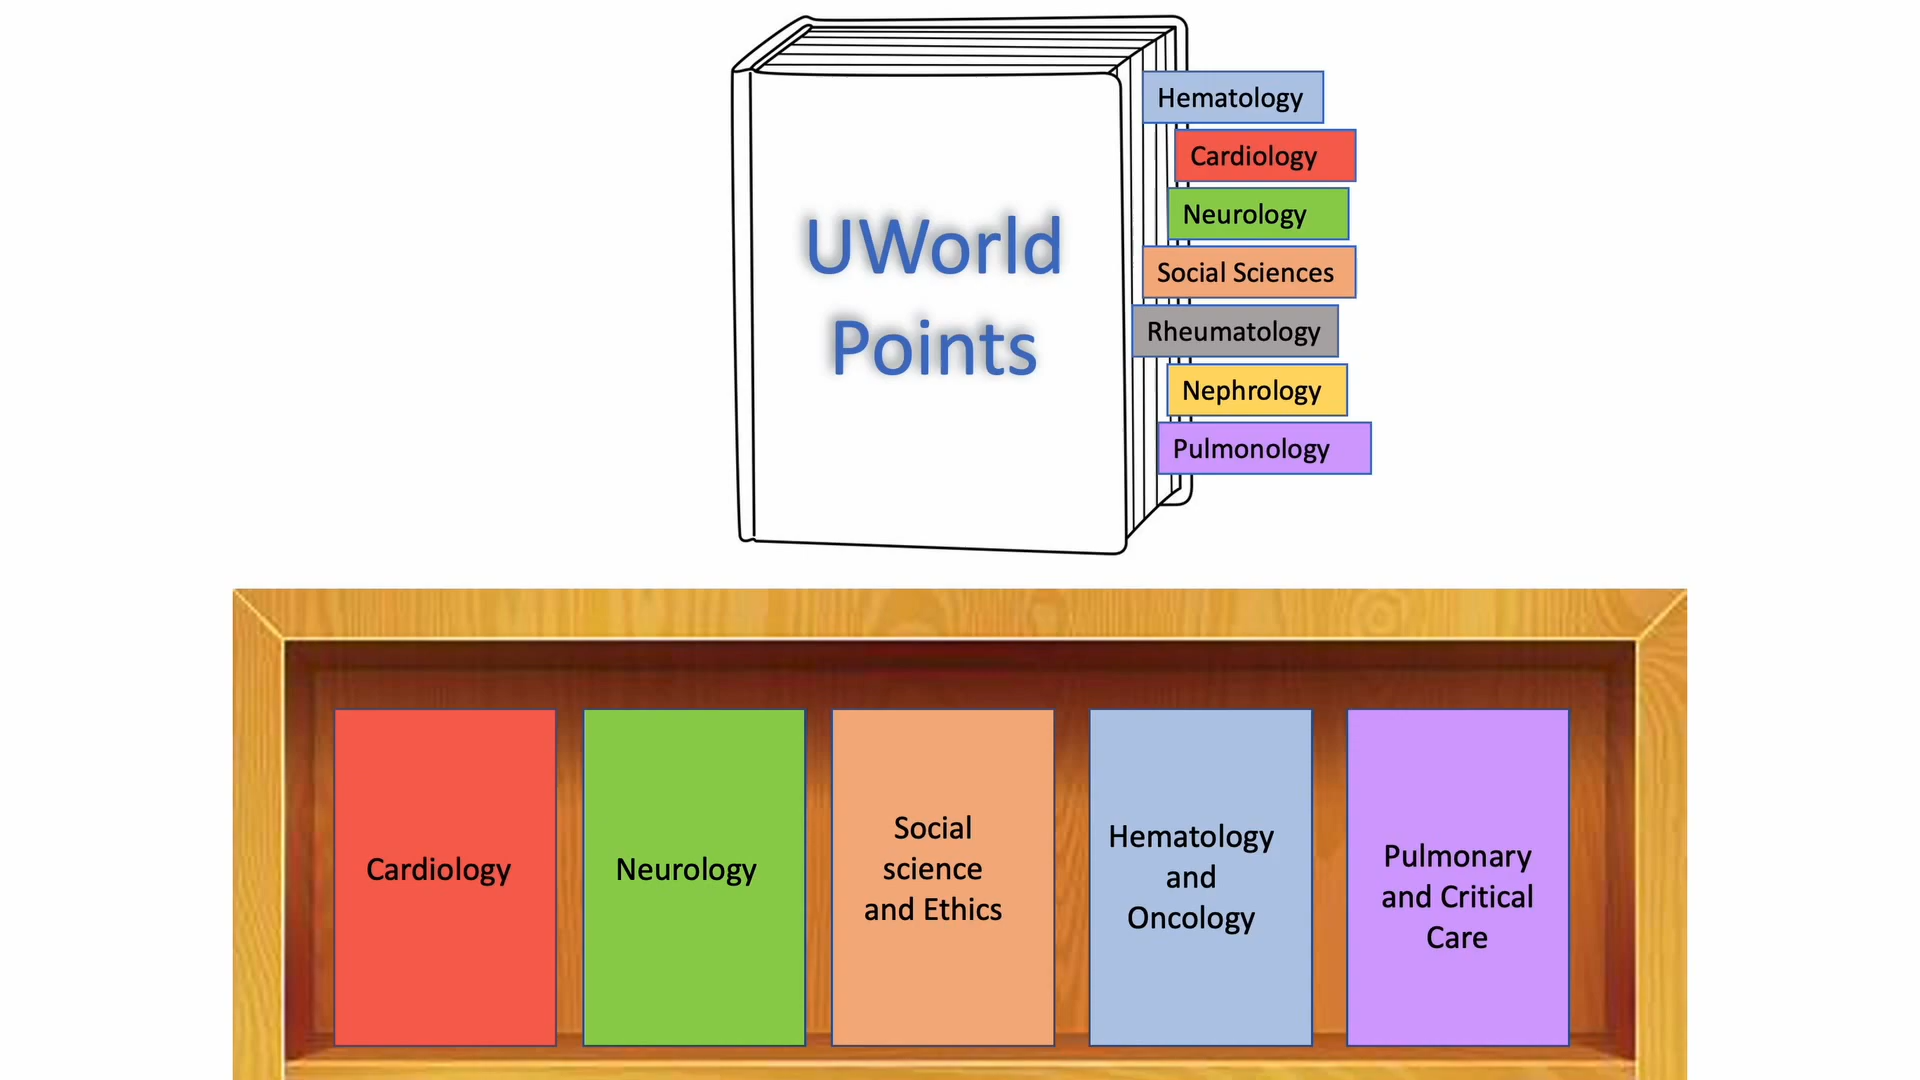 UWorld
Points
Hematology
Cardiology
Neurology
Social Sciences
Rheumatology
Nephrology
Pulmonology
Cardiology
Neurology
Social
science
and Ethics
Hematology
and
Oncology
Pulmonary
and Critical
Care